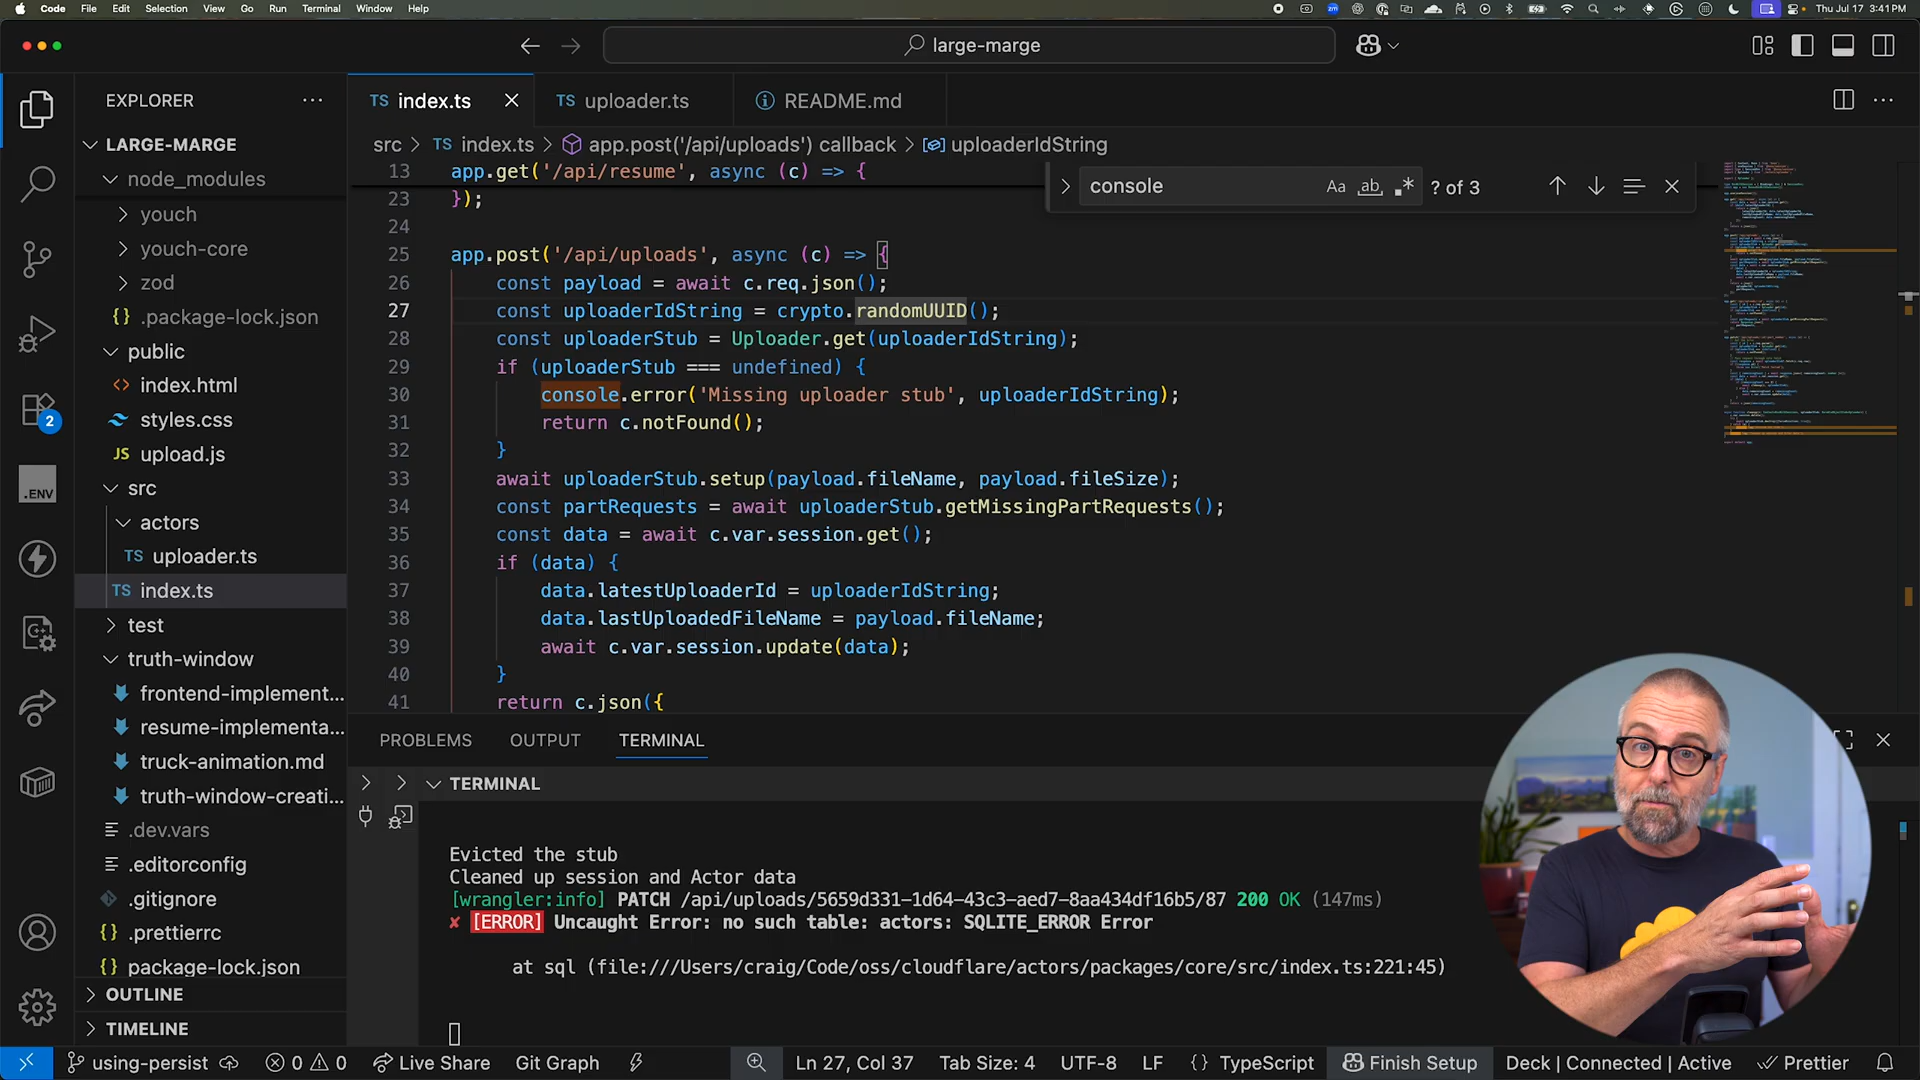 Code File Edit Selection View Go Run Terminal Window Help
Thu Jul 17 3:41 PM
large-marge
EXPLORER
LARGE-MARGE
node_modules
youch
youch-core
zod
{} .package-lock.json
public
<> index.html
styles.css
JS upload.js
src
actors
TS uploader.ts
TS index.ts
test
truth-window
frontend-implement...
resume-implementa...
truck-animation.md
truth-window-creati...
.dev.vars
.editorconfig
.gitignore
{} .prettierrc
{} package-lock.json
OUTLINE
TIMELINE
2
.ENV
TS index.ts
TS uploader.ts
README.md
src > TS index.ts > app.post('/api/uploads') callback > uploaderIdString
console
Aa ab .* ? of 3
13 app.get('/api/resume', async (c) => {
23 });
24
25 app.post('/api/uploads', async (c) => {
26 const payload = await c.req.json();
27 const uploaderIdString = crypto.randomUUID();
28 const uploaderStub = Uploader.get(uploaderIdString);
29 if (uploaderStub === undefined) {
30 console.error('Missing uploader stub', uploaderIdString);
31 return c.notFound();
32 }
33 await uploaderStub.setup(payload.fileName, payload.fileSize);
34 const partRequests = await uploaderStub.getMissingPartRequests();
35 const data = await c.var.session.get();
36 if (data) {
37 data.latestUploaderId = uploaderIdString;
38 data.lastUploadedFileName = payload.fileName;
39 await c.var.session.update(data);
40 }
41 return c.json({
PROBLEMS OUTPUT TERMINAL
TERMINAL
Evicted the stub
Cleaned up session and Actor data
[wrangler:info] PATCH /api/uploads/5659d331-1d64-43c3-aed7-8aa434df16b5/87 200 OK (147ms)
✘ [ERROR] Uncaught Error: no such table: actors: SQLITE_ERROR Error
at sql (file:///Users/craig/Code/oss/cloudflare/actors/packages/core/src/index.ts:221:45)
using-persist 0 0 Live Share Git Graph Ln 27, Col 37 Tab Size: 4 UTF-8 LF {} TypeScript Finish Setup Deck | Connected | Active Prettier